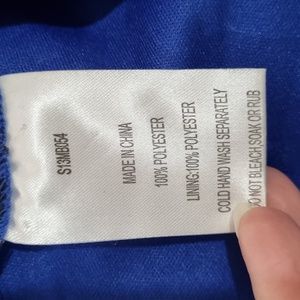 S13MB054
MADE IN CHINA
100% POLYESTER
LINING:100% POLYESTER
COLD HAND WASH SEPARATELY
DO NOT BLEACH,SOAK OR RUB